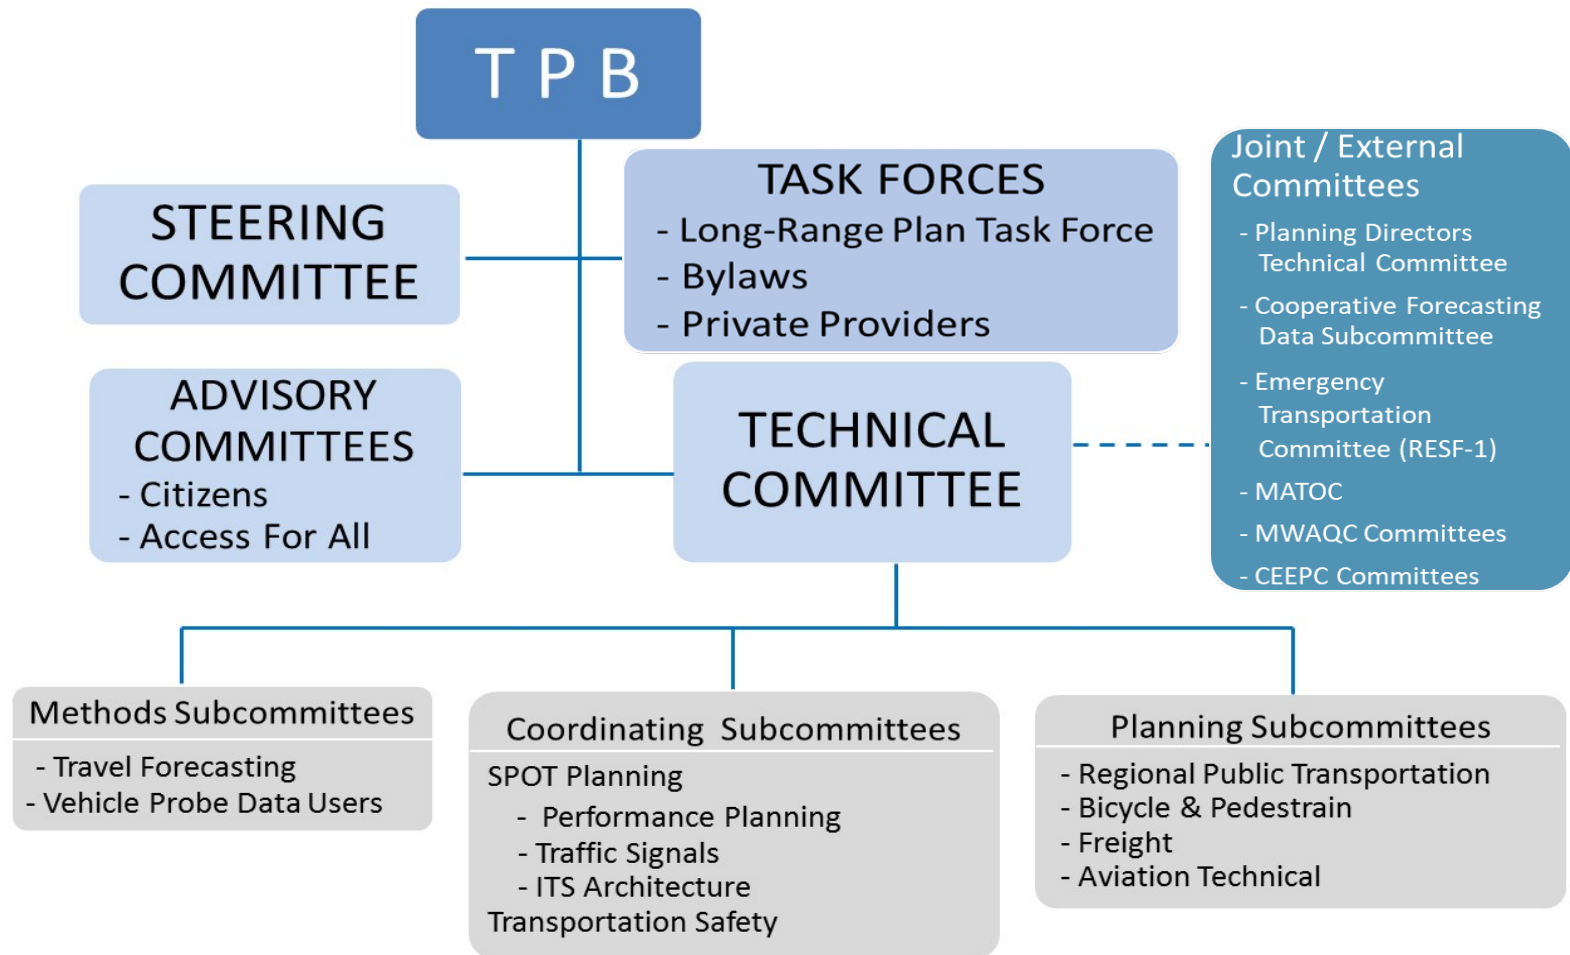 T P B
STEERING
COMMITTEE
TASK FORCES
- Long-Range Plan Task Force
- Bylaws
- Private Providers
ADVISORY
COMMITTEES
- Citizens
- Access For All
TECHNICAL
COMMITTEE
Joint / External
Committees
- Planning Directors
Technical Committee
- Cooperative Forecasting
Data Subcommittee
- Emergency
Transportation
Committee (RESF-1)
- MATOC
- MWAQC Committees
- CEEPC Committees
Methods Subcommittees
- Travel Forecasting
- Vehicle Probe Data Users
Coordinating Subcommittees
SPOT Planning
- Performance Planning
- Traffic Signals
- ITS Architecture
Transportation Safety
Planning Subcommittees
- Regional Public Transportation
- Bicycle & Pedestrain
- Freight
- Aviation Technical